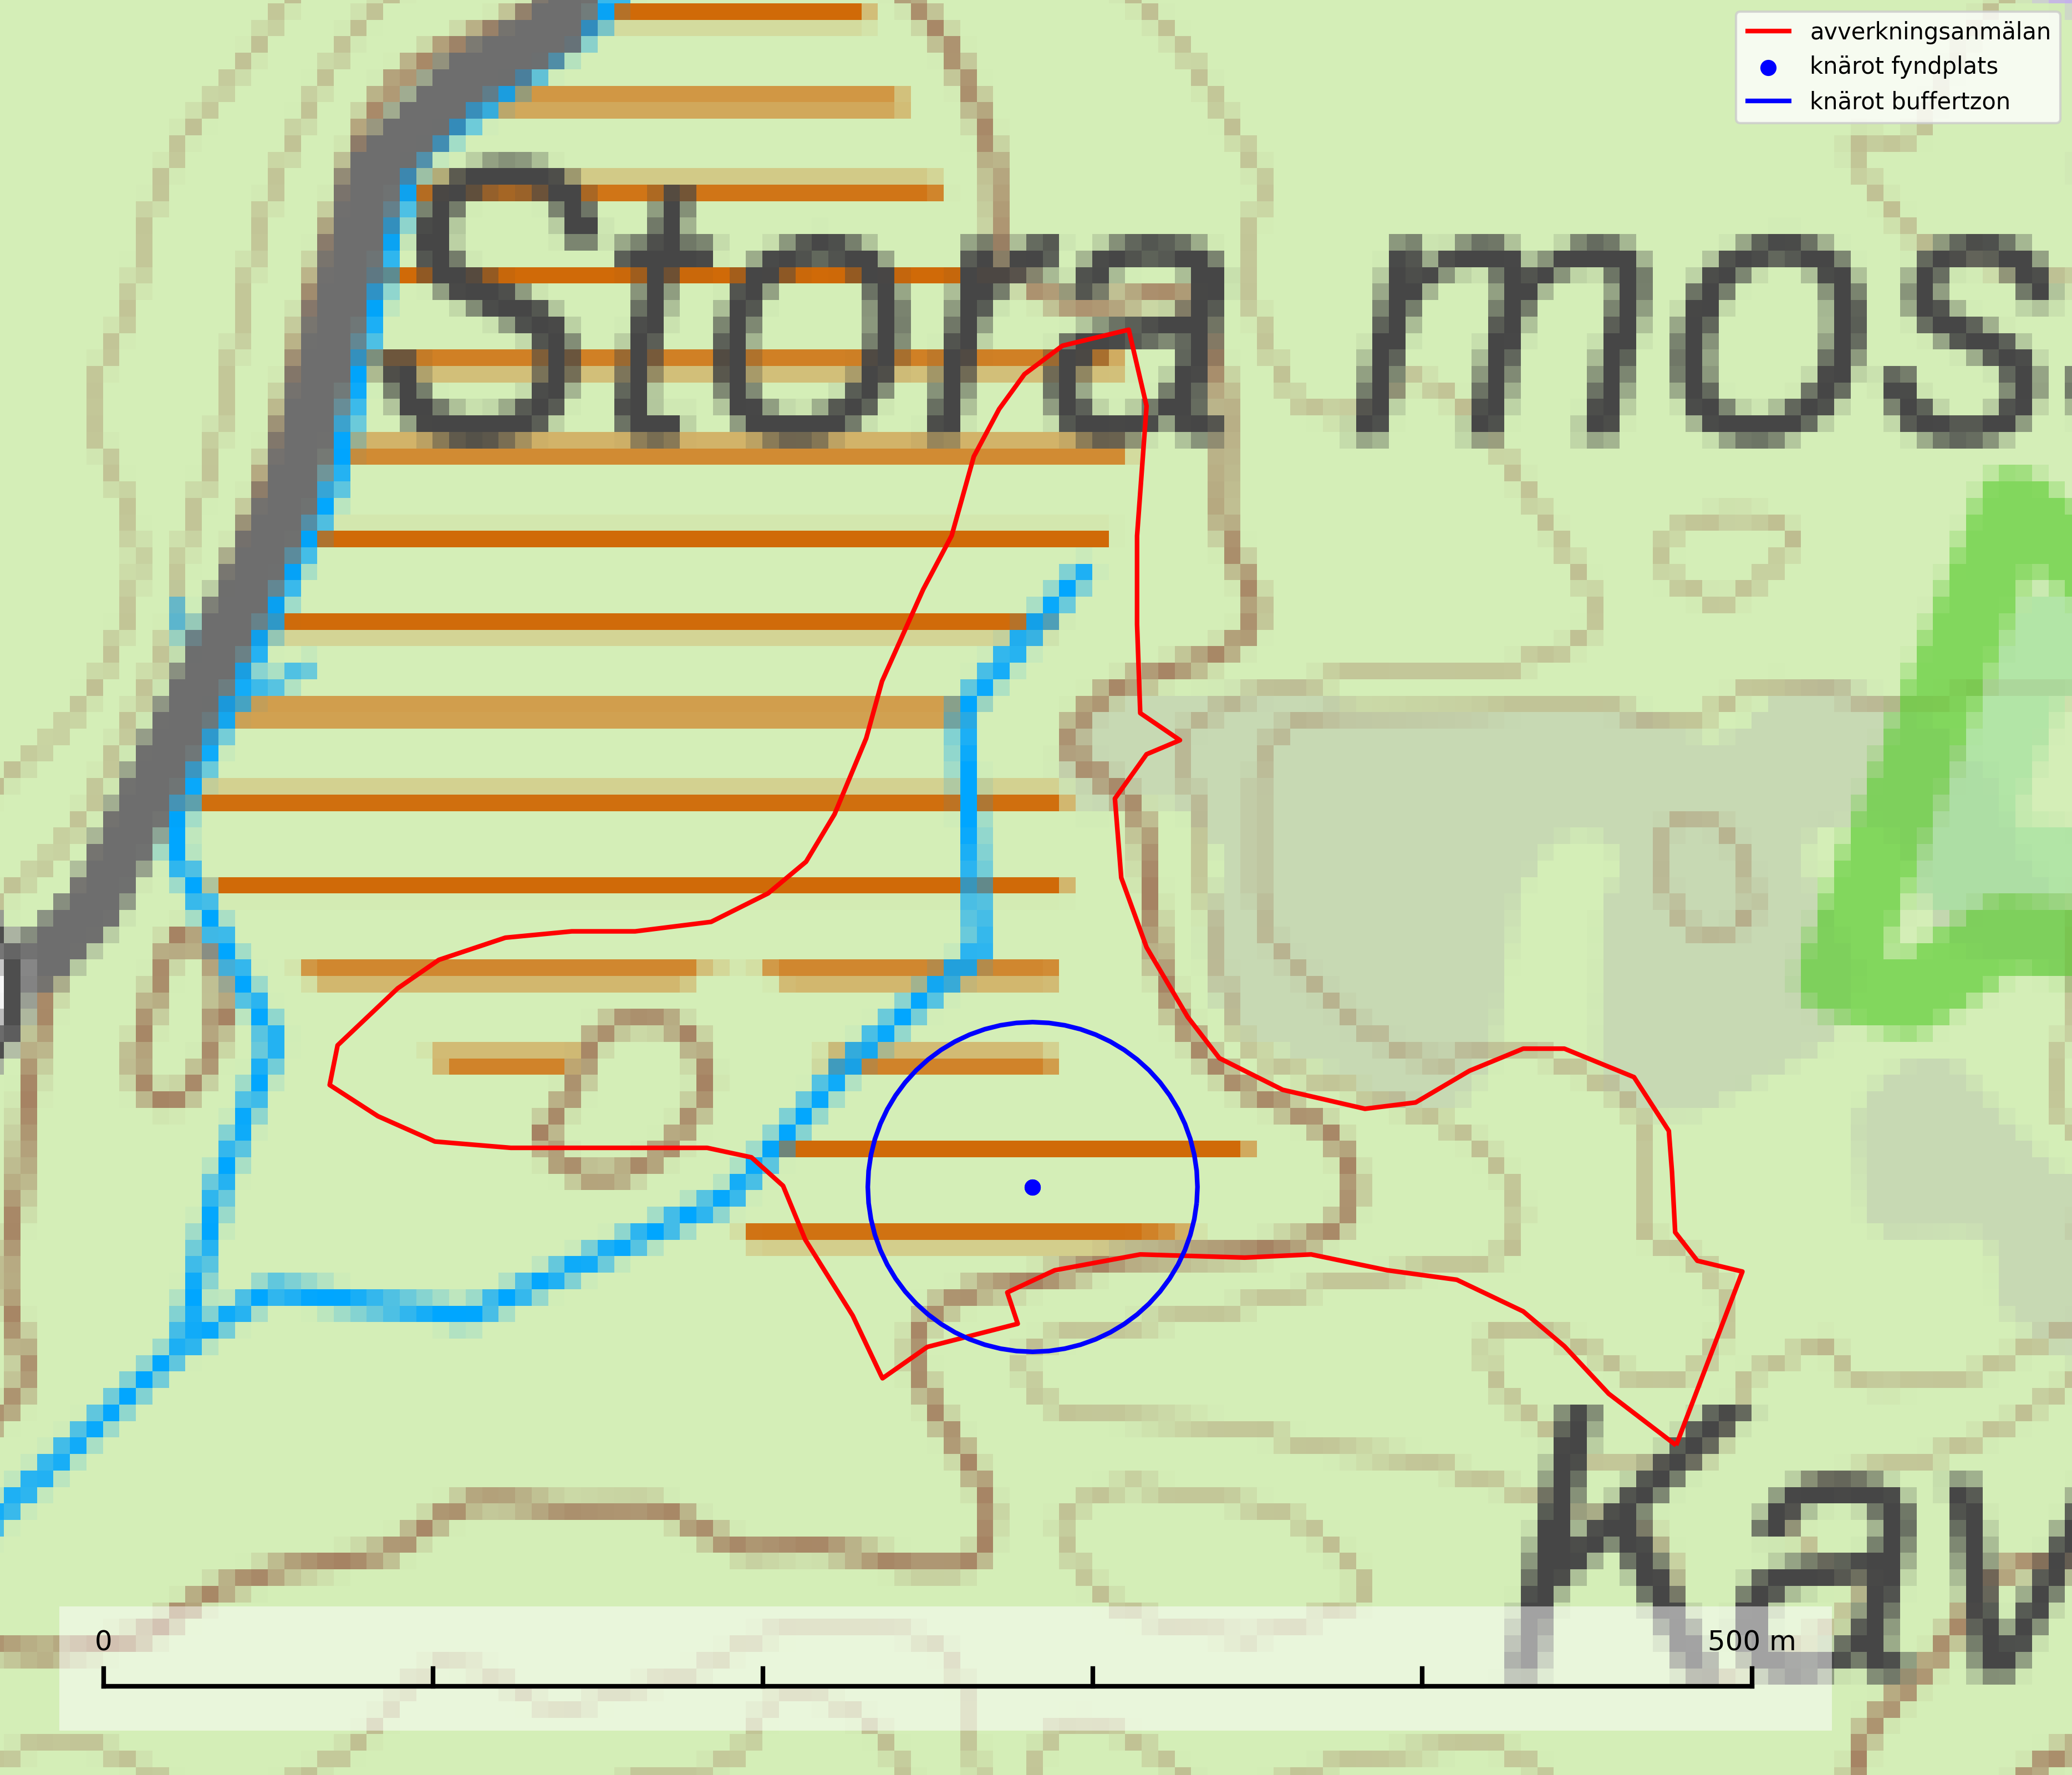 avverkningsanmälan
knärot fyndplats
knärot buffertzon
Stora mos
Kav
0 500 m